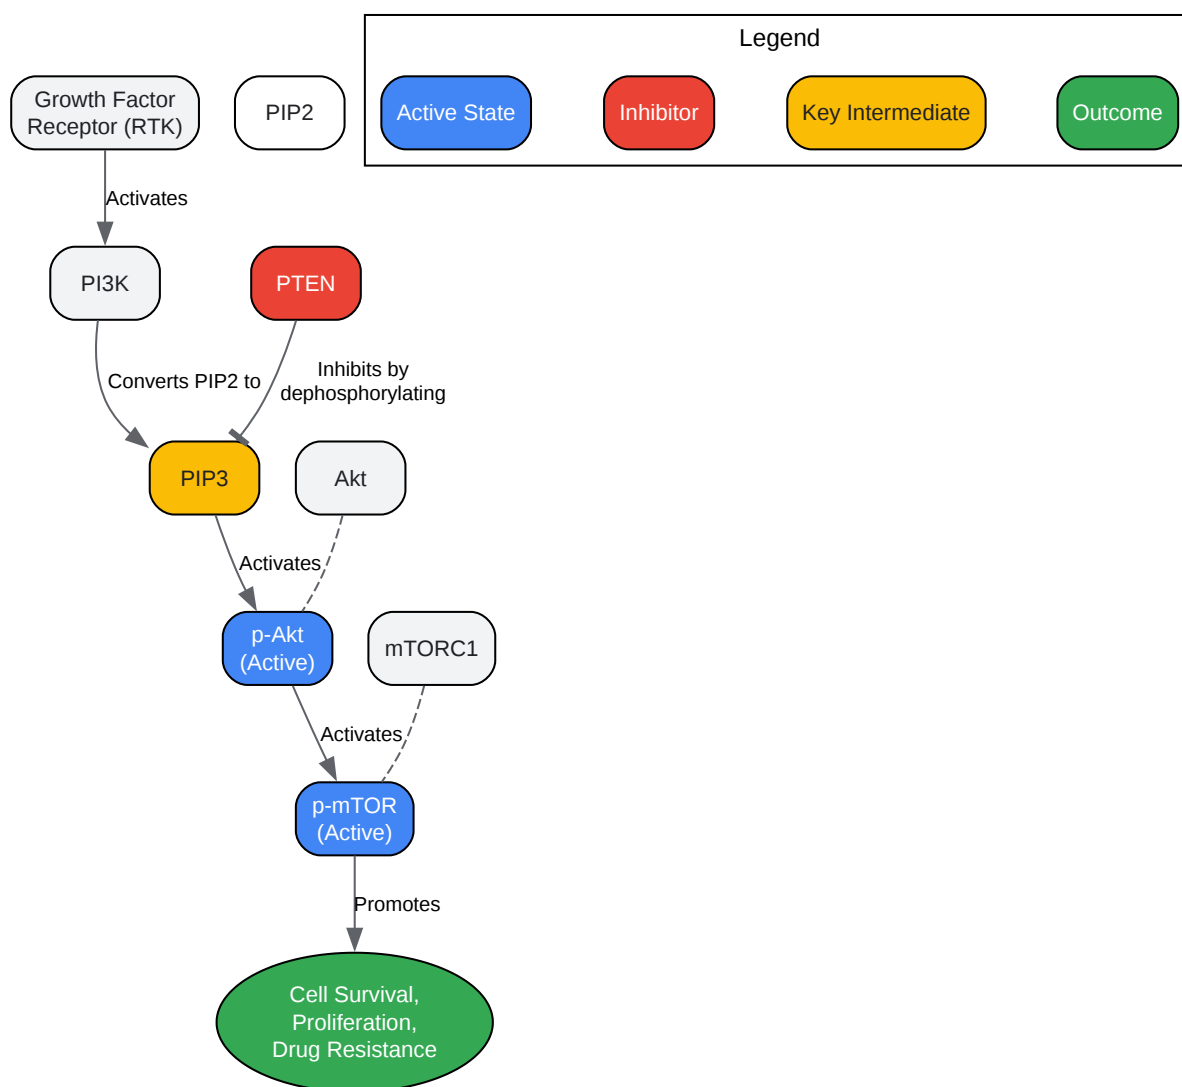 Legend
Growth Factor
Receptor (RTK)
PIP2
Active State
Inhibitor
Key Intermediate
Outcome
Activates
PI3K
PTEN
Converts PIP2 to
Inhibits by
dephosphorylating
PIP3
Akt
Activates
p-Akt
(Active)
mTORC1
Activates
p-mTOR
(Active)
Promotes
Cell Survival,
Proliferation,
Drug Resistance